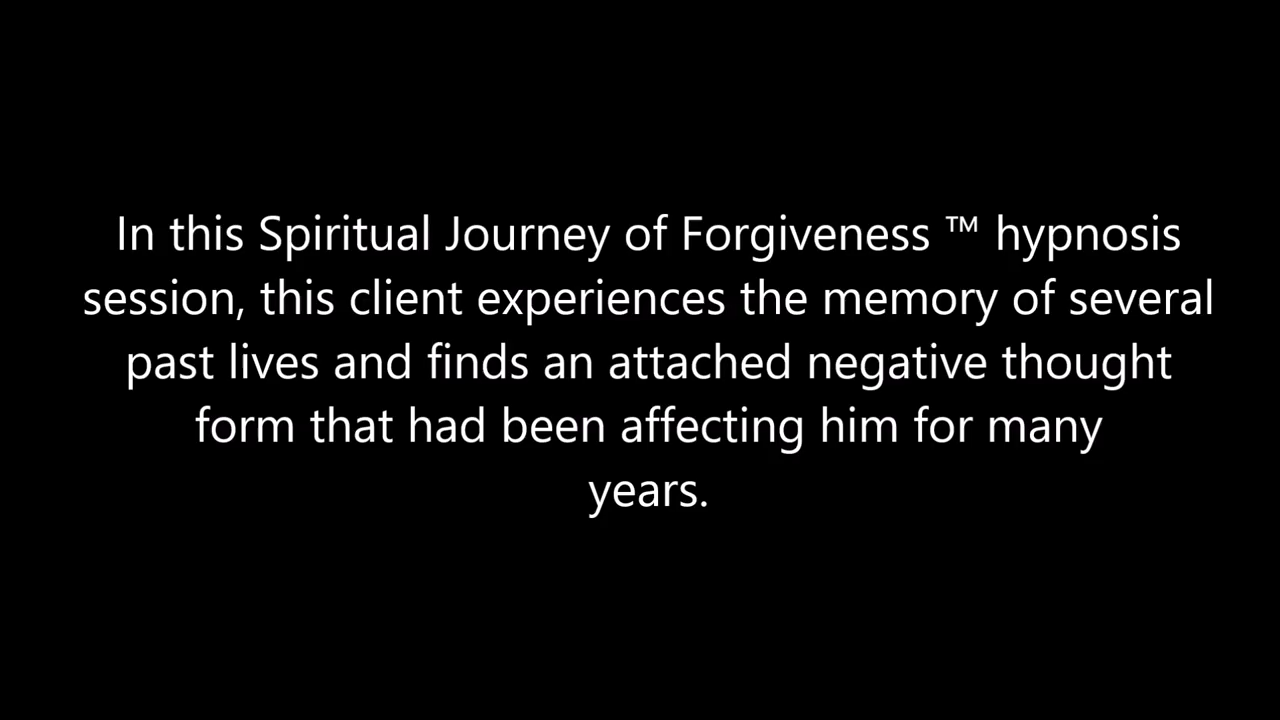 In this Spiritual Journey of Forgiveness ™ hypnosis
session, this client experiences the memory of several
past lives and finds an attached negative thought
form that had been affecting him for many
years.